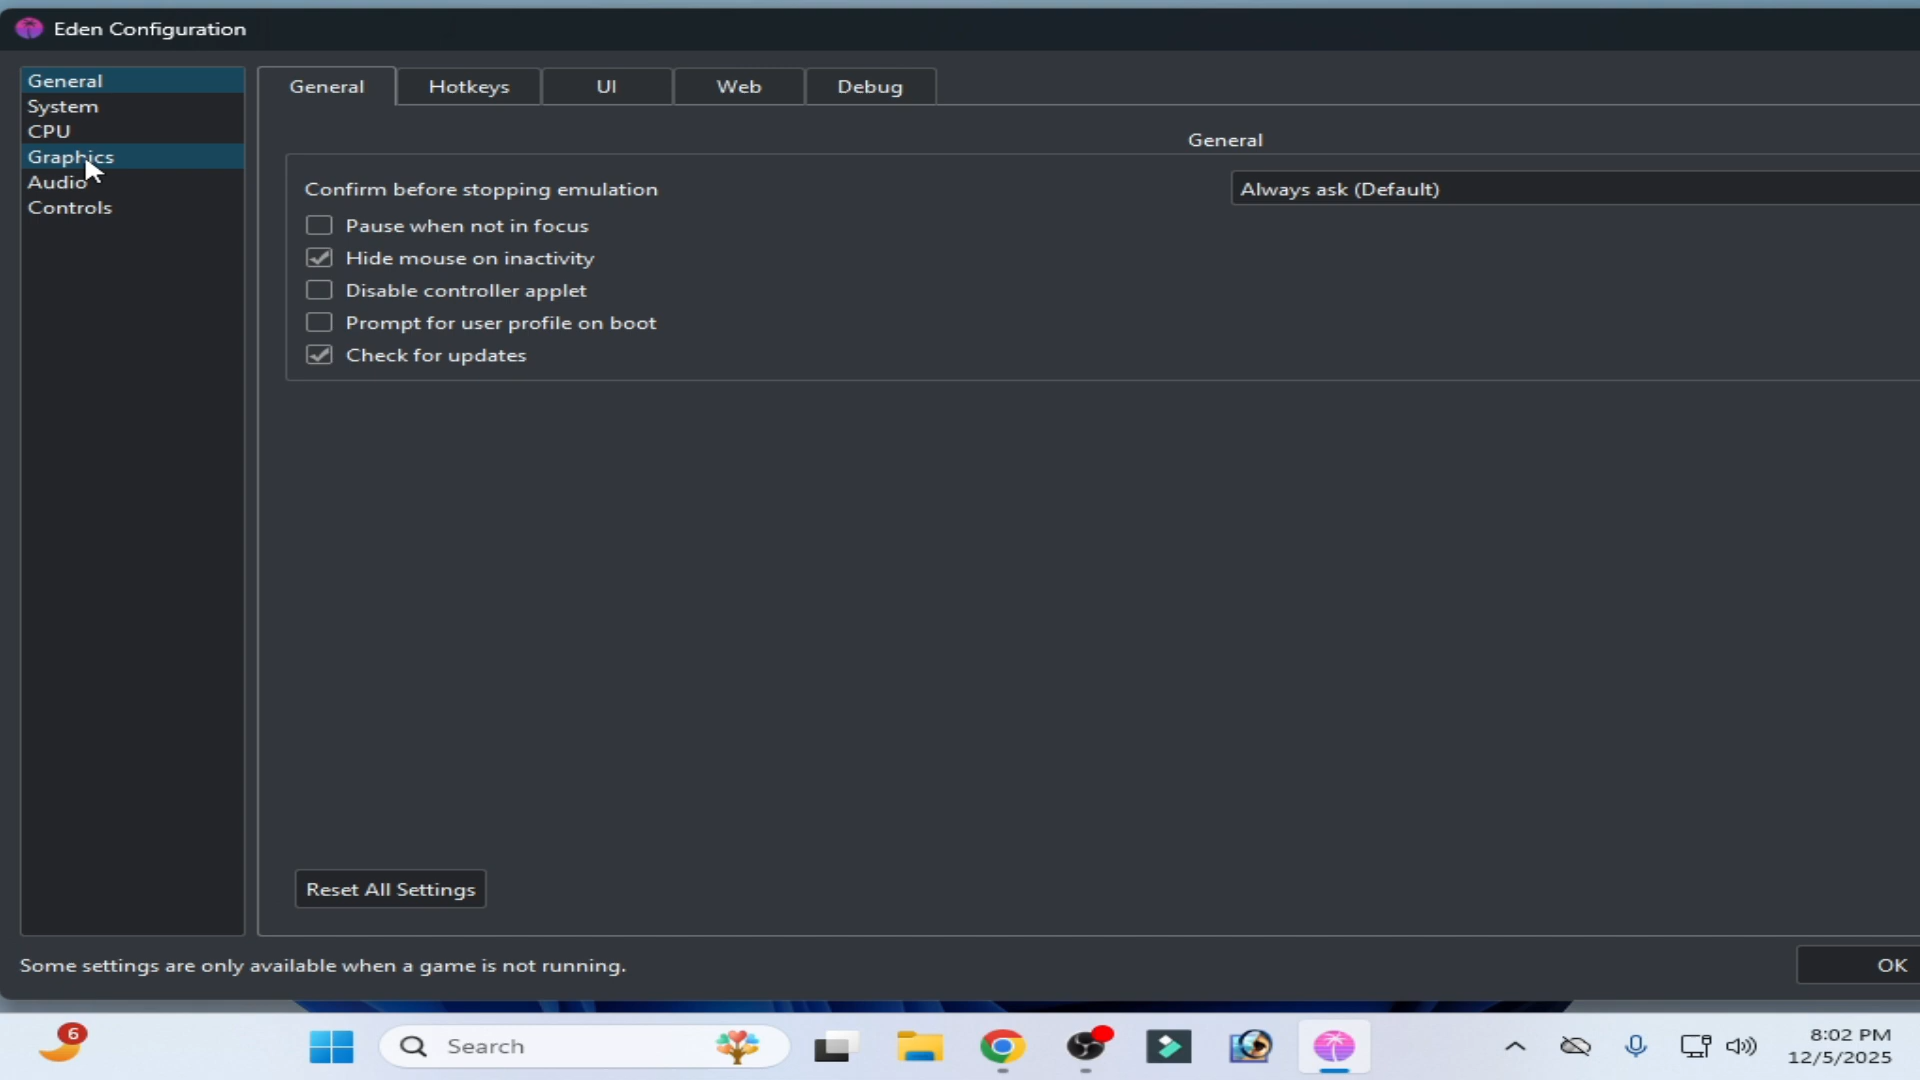 Eden Configuration
General
System
CPU
Graphics
Audio
Controls
General Hotkeys UI Web Debug
General
Confirm before stopping emulation Always ask (Default)
Pause when not in focus
Hide mouse on inactivity
Disable controller applet
Prompt for user profile on boot
Check for updates
Reset All Settings
Some settings are only available when a game is not running.
OK
6
Search
8:02 PM
12/5/2025